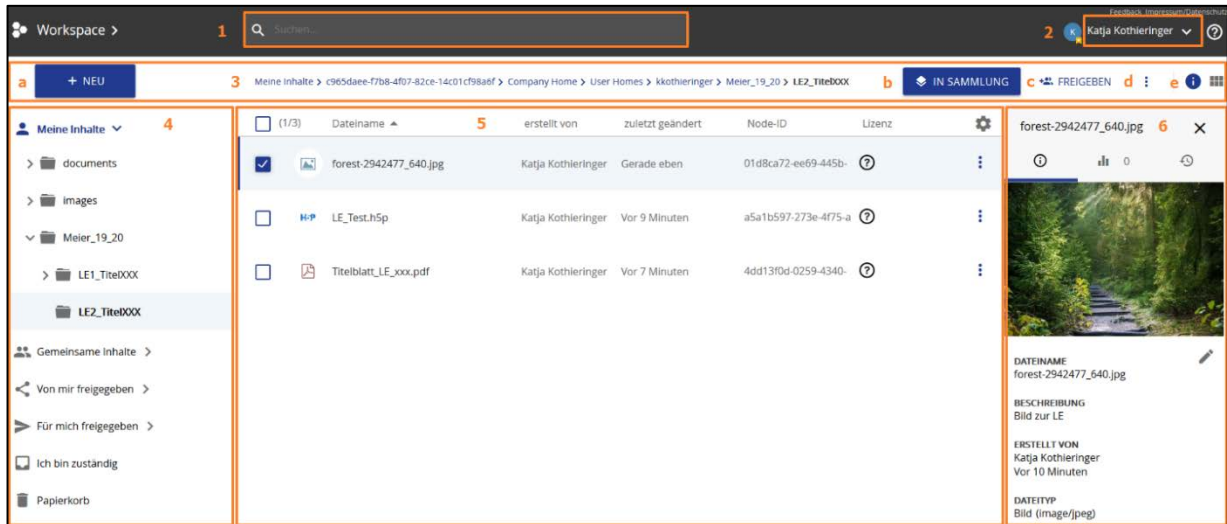 Feedback Impressum/Datenschutz
Workspace >
1
Suchen...
2
K
Katja Kothieringer
a
+ NEU
3
Meine Inhalte > c965daee-f7b8-4f07-82ce-14c01cf98a6f > Company Home > User Homes > kkothieringer > Meier_19_20 > LE2_TitelXXX
b
IN SAMMLUNG
c
FREIGEBEN
d
e
Meine Inhalte
4
documents
images
Meier_19_20
LE1_TitelXXX
LE2_TitelXXX
Gemeinsame Inhalte >
Von mir freigegeben >
Für mich freigegeben >
Ich bin zuständig
Papierkorb
(1/3) Dateiname 5 erstellt von zuletzt geändert Node-ID Lizenz
forest-2942477_640.jpg Katja Kothieringer Gerade eben 01d8ca72-ee69-445b-
H5P LE_Test.h5p Katja Kothieringer Vor 9 Minuten a5a1b597-273e-4f75-a
Titelblatt_LE_xxx.pdf Katja Kothieringer Vor 7 Minuten 4dd13f0d-0259-4340-
forest-2942477_640.jpg 6
0
DATEINAME
forest-2942477_640.jpg
BESCHREIBUNG
Bild zur LE
ERSTELLT VON
Katja Kothieringer
Vor 10 Minuten
DATEITYP
Bild (image/jpeg)